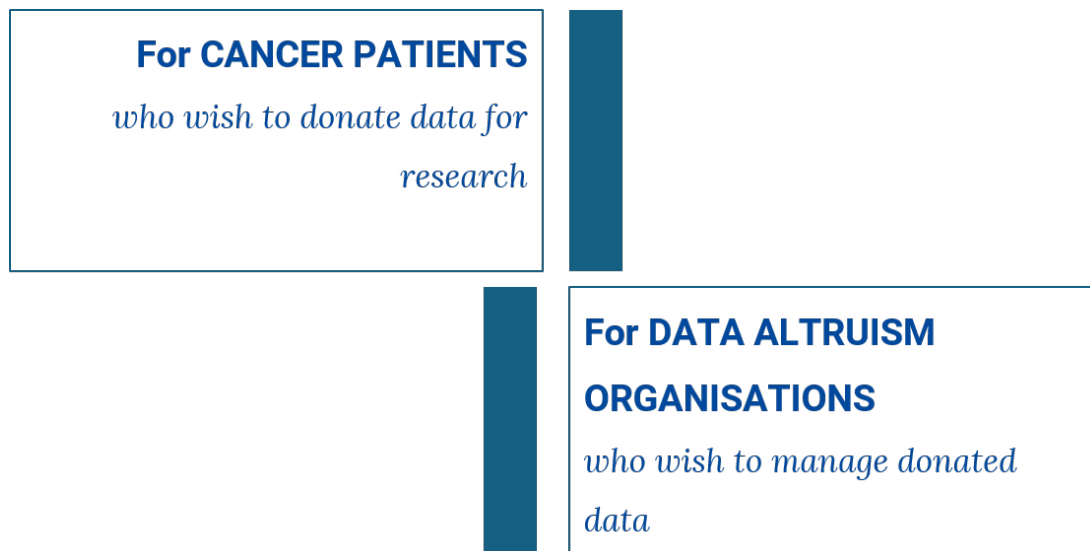 For CANCER PATIENTS
who wish to donate data for
research
For DATA ALTRUISM
ORGANISATIONS
who wish to manage donated
data